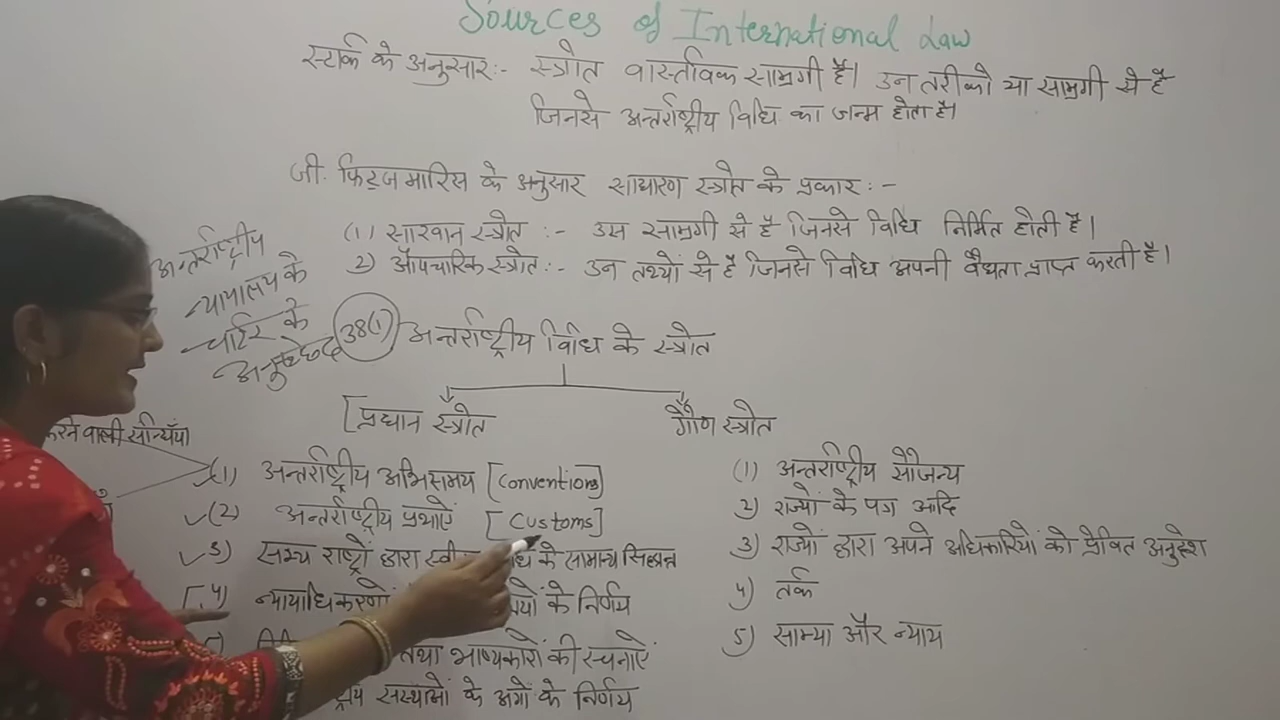 Sources of International Law
स्टार्क के अनुसार:- स्त्रोत वास्तविक सामग्री है। उन तरीको या सामग्री से है
जिनसे अन्तर्राष्ट्रीय विधि का जन्म होता है।
जी. फिट्जमारिस के अनुसार साधारण स्त्रोत के प्रकार :-
(1) सारवान स्त्रोत :- उस सामग्री से है जिनसे विधि निर्मित होती है।
2) औपचारिक स्त्रोत:- उन तथ्यों से है जिनसे विधि अपनी वैधता प्राप्त करती है।
अन्तर्राष्ट्रीय
न्यायालय के
चार्टर के
अनुच्छेद 38(1) अन्तर्राष्ट्रीय विधि के स्त्रोत
[प्रधान स्त्रोत
गौण स्त्रोत
करने वाली सन्धियाँ
(1) अन्तर्राष्ट्रीय अभिसमय [Conventions]
(2) अन्तर्राष्ट्रीय प्रथाऐं [Customs]
3) सभ्य राष्ट्रों द्वारा के सामान्य सिद्धान्त
4) न्यायाधिकरणों के निर्णय
तथा भाष्यकारों की रचनाऐं
संस्थाओं के अंगों के निर्णय
(1) अन्तर्राष्ट्रीय सौजन्य
2) राज्यों के पत्र आदि
3) राज्यों द्वारा अपने अधिकारियों को प्रेषित अनुदेश
4) तर्क
5) साम्या और न्याय